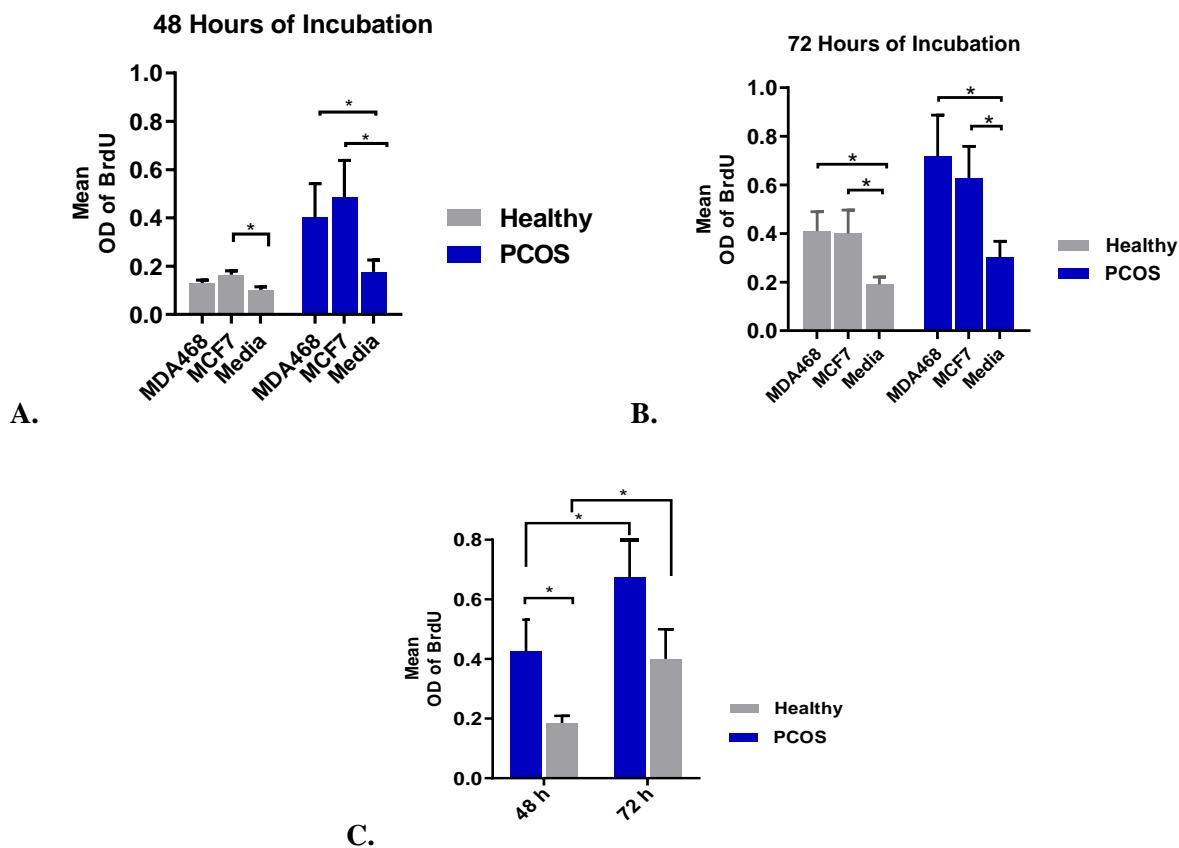 48 Hours of Incubation
Mean
OD of BrdU
1.0
0.8
0.6
0.4
0.2
0.0
*
*
*
MDA468
MCF7
Media
MDA468
MCF7
Media
Healthy
PCOS
A.
72 Hours of Incubation
Mean
OD of BrdU
1.0
0.8
0.6
0.4
0.2
0.0
*
*
*
*
MDA468
MCF7
Media
MDA468
MCF7
Media
Healthy
PCOS
B.
Mean
OD of BrdU
0.8
0.6
0.4
0.2
0.0
*
*
*
48 h
72 h
Healthy
PCOS
C.